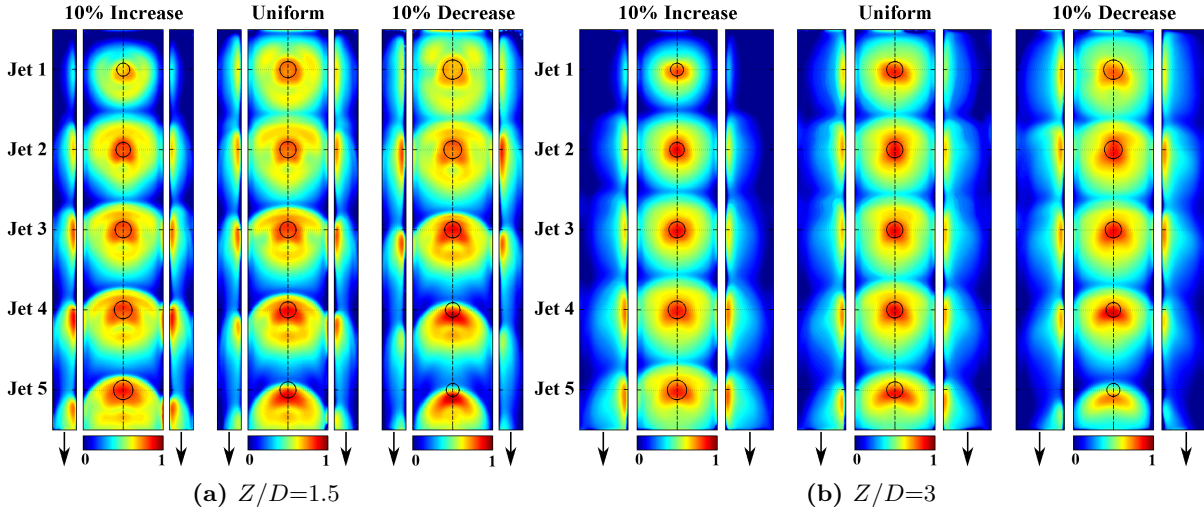 10% Increase Uniform 10% Decrease 10% Increase Uniform 10% Decrease
Jet 1 Jet 1
Jet 2 Jet 2
Jet 3 Jet 3
Jet 4 Jet 4
Jet 5 Jet 5
0 1 0 1 0 1 0 1 0 1 0 1
(a) Z/D=1.5 (b) Z/D=3